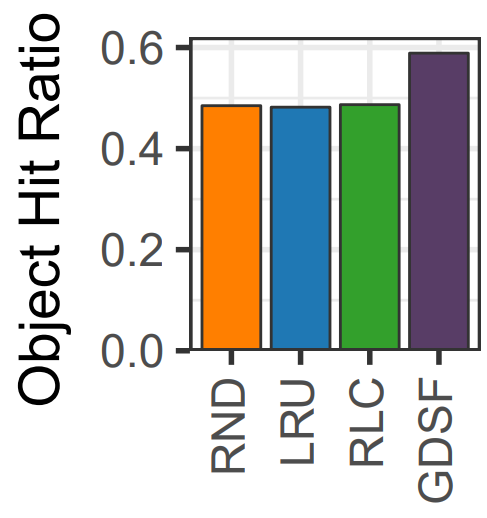 Object Hit Ratio
0.6
0.4
0.2
0.0
RND
LRU
RLC
GDSF